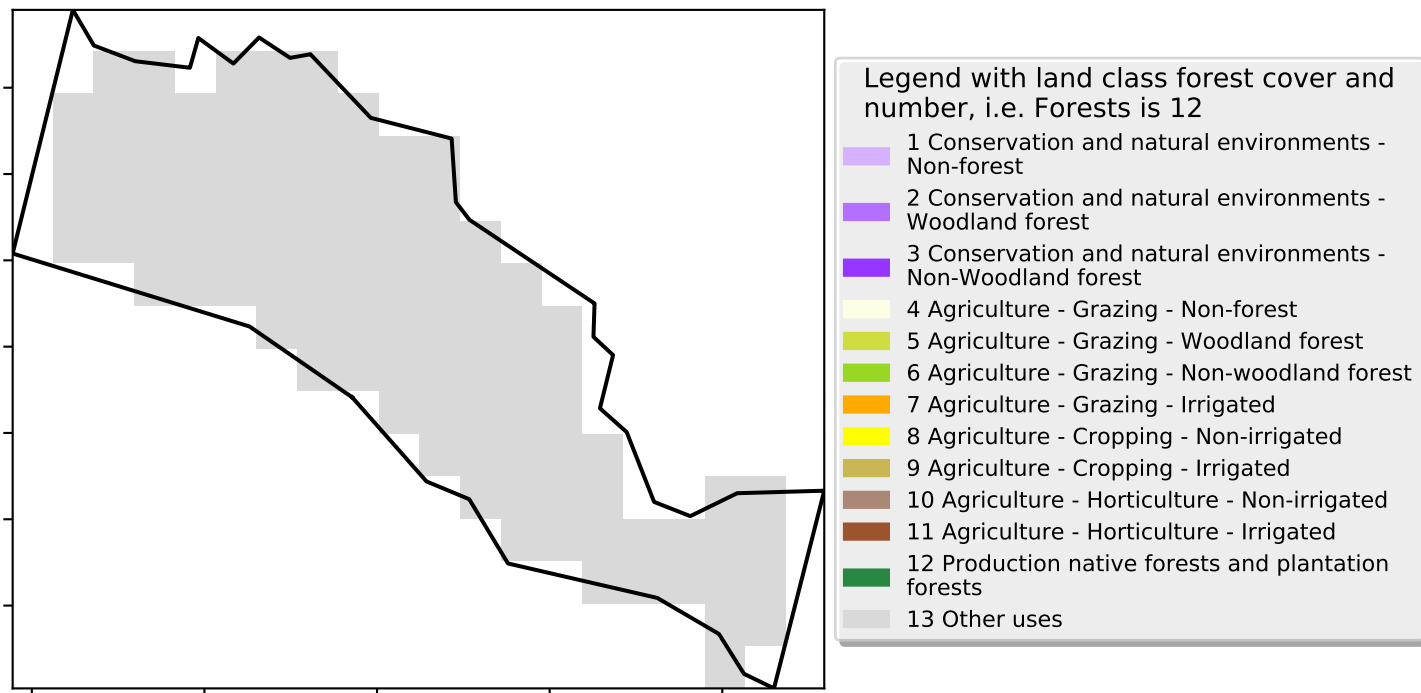 Legend with land class forest cover and
number, i.e. Forests is 12
1 Conservation and natural environments -
Non-forest
2 Conservation and natural environments -
Woodland forest
3 Conservation and natural environments -
Non-Woodland forest
4 Agriculture - Grazing - Non-forest
5 Agriculture - Grazing - Woodland forest
6 Agriculture - Grazing - Non-woodland forest
7 Agriculture - Grazing - Irrigated
8 Agriculture - Cropping - Non-irrigated
9 Agriculture - Cropping - Irrigated
10 Agriculture - Horticulture - Non-irrigated
11 Agriculture - Horticulture - Irrigated
12 Production native forests and plantation
forests
13 Other uses